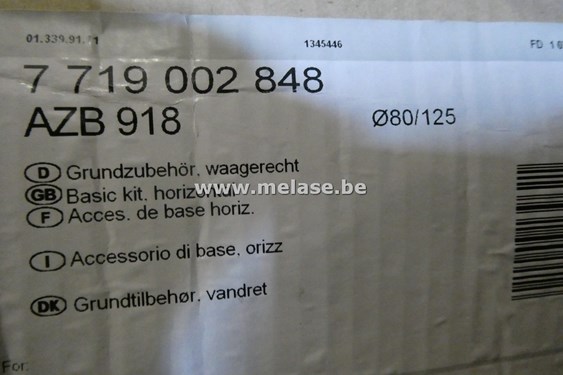 01.339.91.71 1345446 FD 16
7 719 002 848
AZB 918 Ø80/125
D Grundzubehör, waagerecht
GB Basic kit. horizontal
F Acces. de base horiz.
www.melase.be
I Accessorio di base, orizz
DK Grundtilbehør, vandret
For: